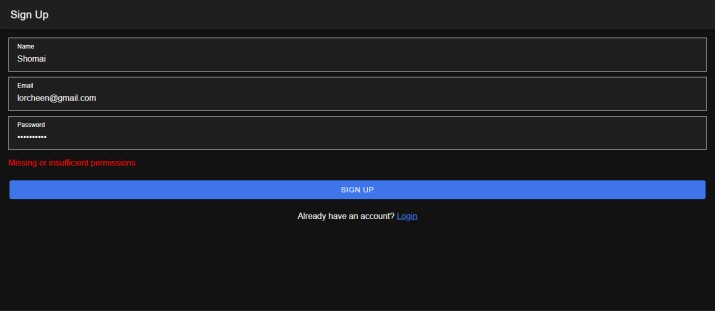 Sign Up
Name
Shomai
Email
lorcheen@gmail.com
Password
••••••••••
Missing or insufficient permissions.
SIGN UP
Already have an account? Login